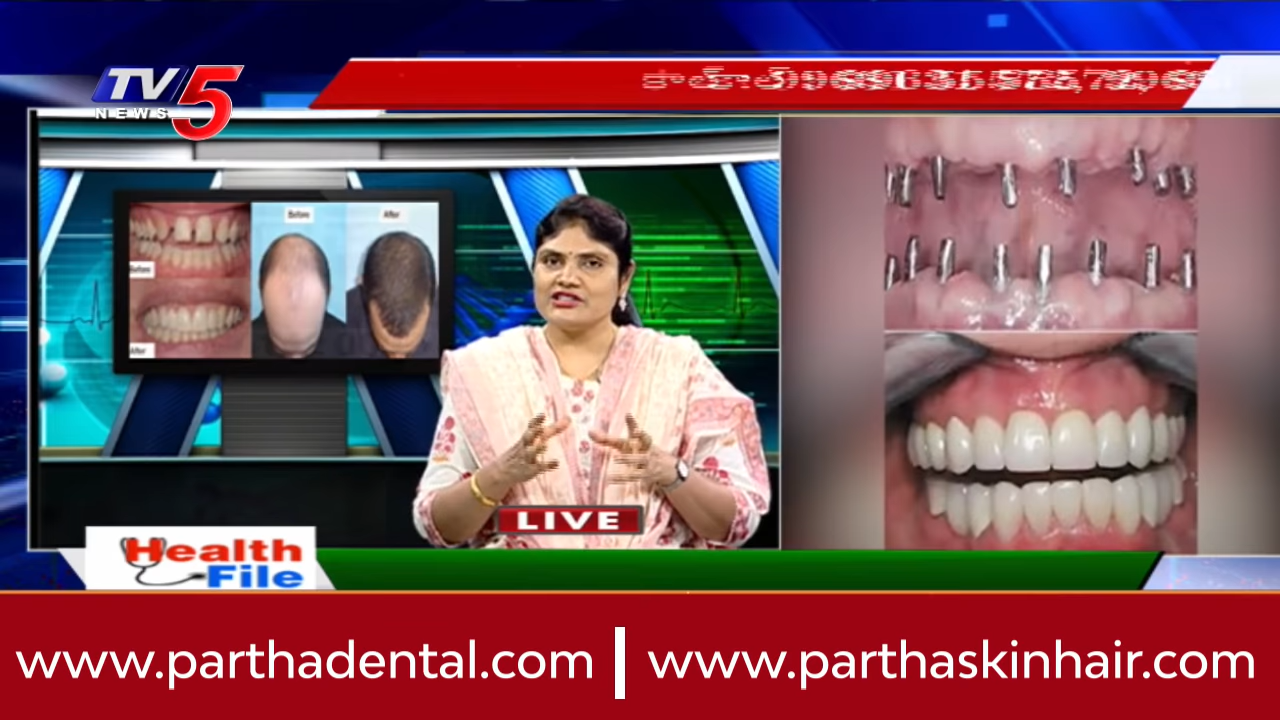 TV5
NEWS
Before
After
Before
After
LIVE
Health
File
www.parthadental.com | www.parthaskinhair.com